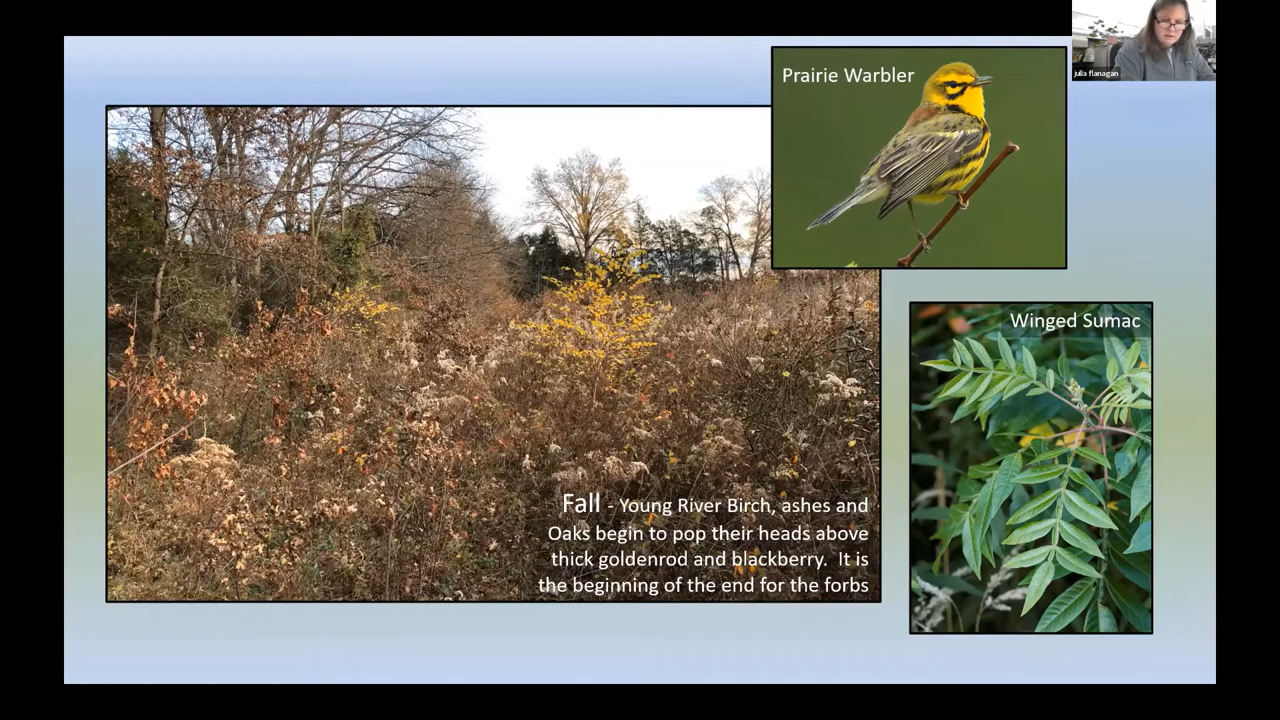 Prairie Warbler
julia flanagan
Winged Sumac
Fall - Young River Birch, ashes and
Oaks begin to pop their heads above
thick goldenrod and blackberry.  It is
the beginning of the end for the forbs